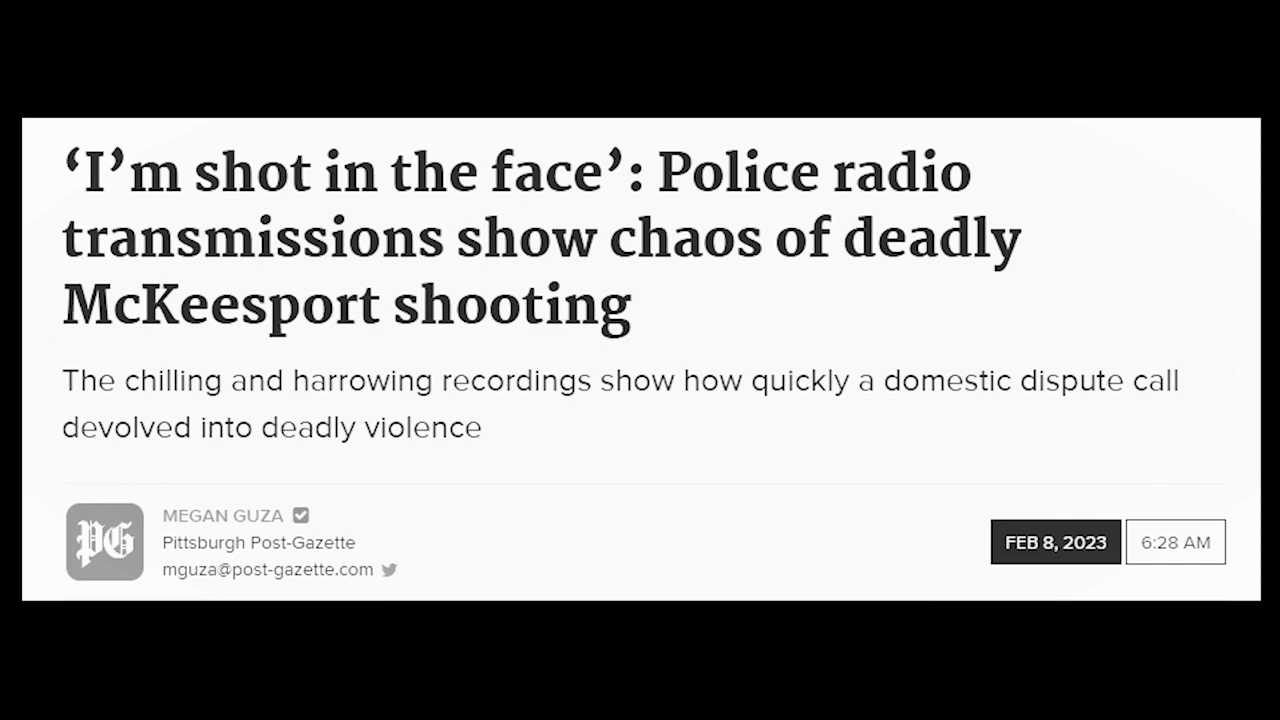 ‘I’m shot in the face’: Police radio
transmissions show chaos of deadly
McKeesport shooting
The chilling and harrowing recordings show how quickly a domestic dispute call
devolved into deadly violence
PG
MEGAN GUZA
Pittsburgh Post-Gazette
mguza@post-gazette.com
FEB 8, 2023
6:28 AM